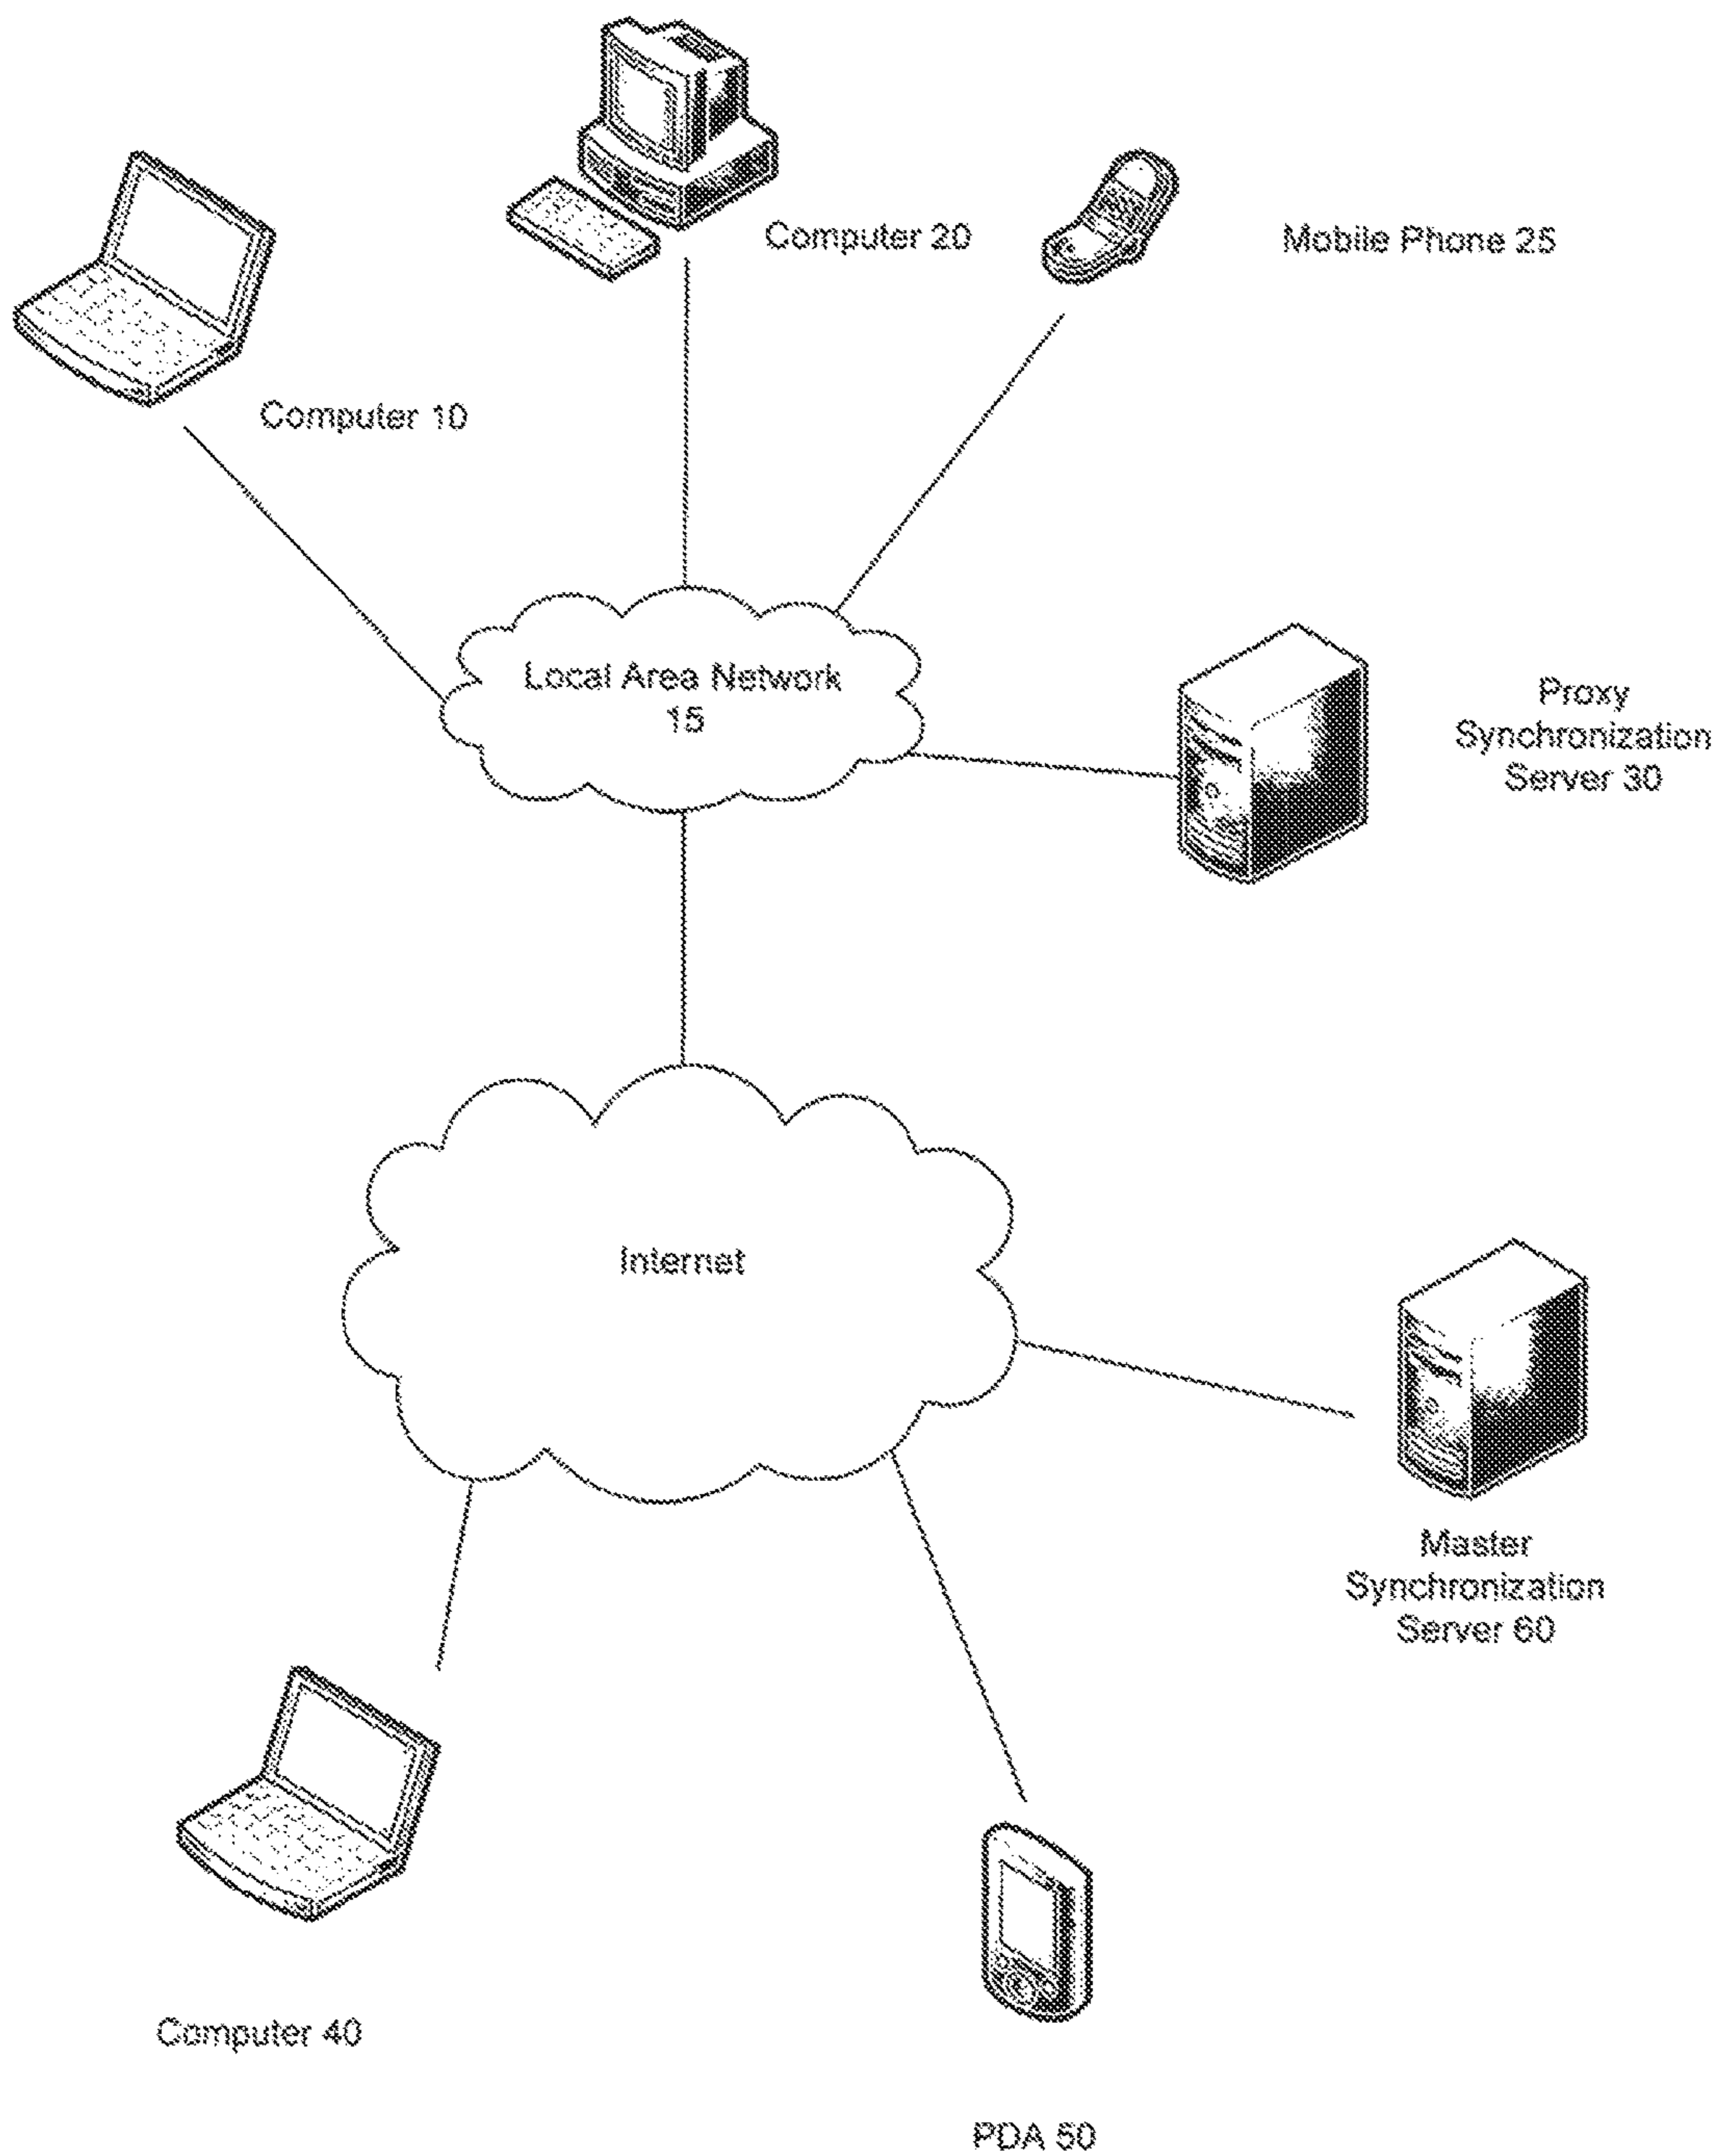 Computer 20
Mobile Phone 25
Computer 10
Local Area Network
15
Proxy
Synchronization
Server 30
Internet
Master
Synchronization
Server 60
Computer 40
PDA 50